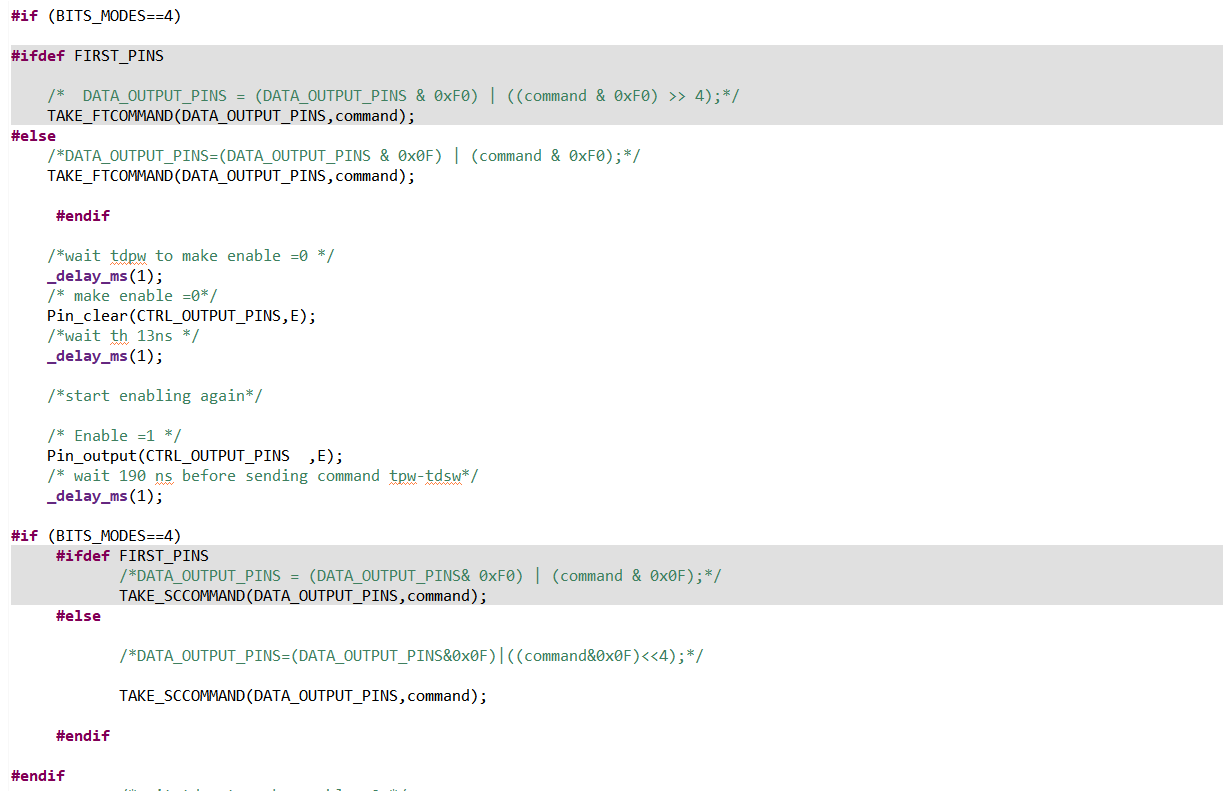 #if (BITS_MODES==4)
#ifdef FIRST_PINS
/*  DATA_OUTPUT_PINS = (DATA_OUTPUT_PINS & 0xF0) | ((command & 0xF0) >> 4);*/
TAKE_FTCOMMAND(DATA_OUTPUT_PINS,command);
#else
/*DATA_OUTPUT_PINS=(DATA_OUTPUT_PINS & 0x0F) | (command & 0xF0);*/
TAKE_FTCOMMAND(DATA_OUTPUT_PINS,command);
#endif
/*wait tdpw to make enable =0 */
_delay_ms(1);
/* make enable =0*/
Pin_clear(CTRL_OUTPUT_PINS,E);
/*wait th 13ns */
_delay_ms(1);
/*start enabling again*/
/* Enable =1 */
Pin_output(CTRL_OUTPUT_PINS  ,E);
/* wait 190 ns before sending command tpw-tdsw*/
_delay_ms(1);
#if (BITS_MODES==4)
#ifdef FIRST_PINS
/*DATA_OUTPUT_PINS = (DATA_OUTPUT_PINS& 0xF0) | (command & 0x0F);*/
TAKE_SCCOMMAND(DATA_OUTPUT_PINS,command);
#else
/*DATA_OUTPUT_PINS=(DATA_OUTPUT_PINS&0x0F)|((command&0x0F)<<4);*/
TAKE_SCCOMMAND(DATA_OUTPUT_PINS,command);
#endif
#endif